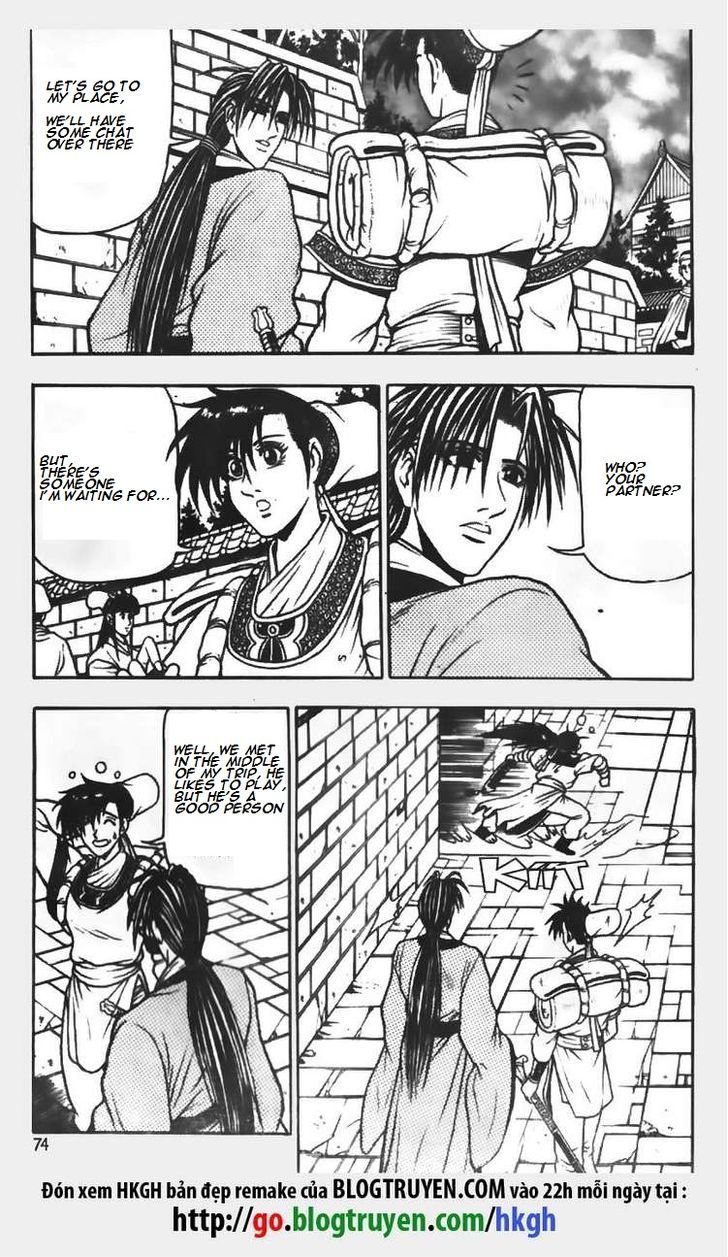 LET'S GO TO
MY PLACE,
WE'LL HAVE
SOME CHAT
OVER THERE
BUT,
THERE'S
SOMEONE
I'M WAITING FOR...
WHO?
YOUR
PARTNER?
WELL, WE MET
IN THE MIDDLE
OF MY TRIP, HE
LIKES TO PLAY,
BUT HE'S A
GOOD PERSON
KIIT
74
Đón xem HKGH bản đẹp remake của BLOGTRUYEN.COM vào 22h mỗi ngày tại :
http://go.blogtruyen.com/hkgh